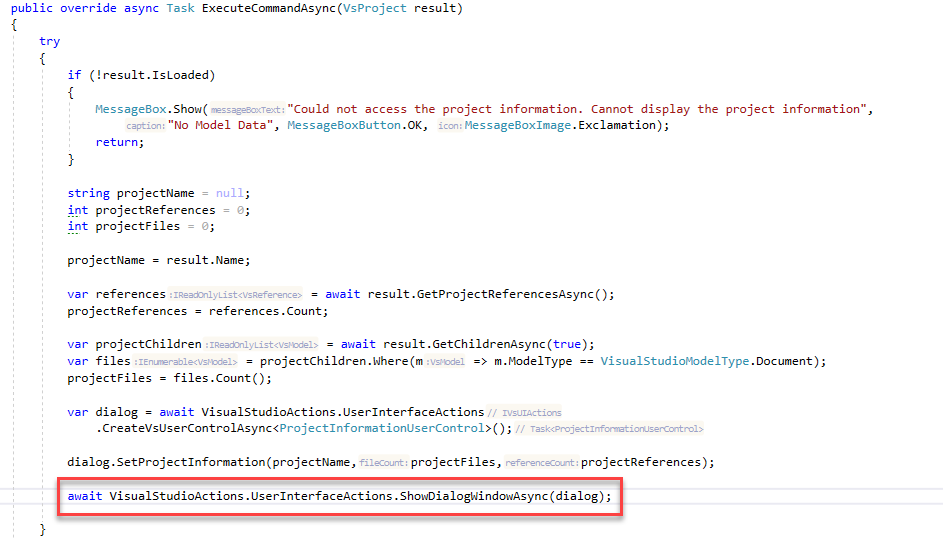 public override async Task ExecuteCommandAsync(VsProject result)
{
try
{
if (!result.IsLoaded)
{
MessageBox.Show(messageBoxText:"Could not access the project information. Cannot display the project information",
caption:"No Model Data", MessageBoxButton.OK, icon:MessageBoxImage.Exclamation);
return;
}
string projectName = null;
int projectReferences = 0;
int projectFiles = 0;
projectName = result.Name;
var references:IReadOnlyList<VsReference> = await result.GetProjectReferencesAsync();
projectReferences = references.Count;
var projectChildren:IReadOnlyList<VsModel> = await result.GetChildrenAsync(true);
var files:IEnumerable<VsModel> = projectChildren.Where(m:VsModel => m.ModelType == VisualStudioModelType.Document);
projectFiles = files.Count();
var dialog = await VisualStudioActions.UserInterfaceActions// IVsUIActions
.CreateVsUserControlAsync<ProjectInformationUserControl>();// Task<ProjectInformationUserControl>
dialog.SetProjectInformation(projectName,fileCount:projectFiles,referenceCount:projectReferences);
await VisualStudioActions.UserInterfaceActions.ShowDialogWindowAsync(dialog);
}